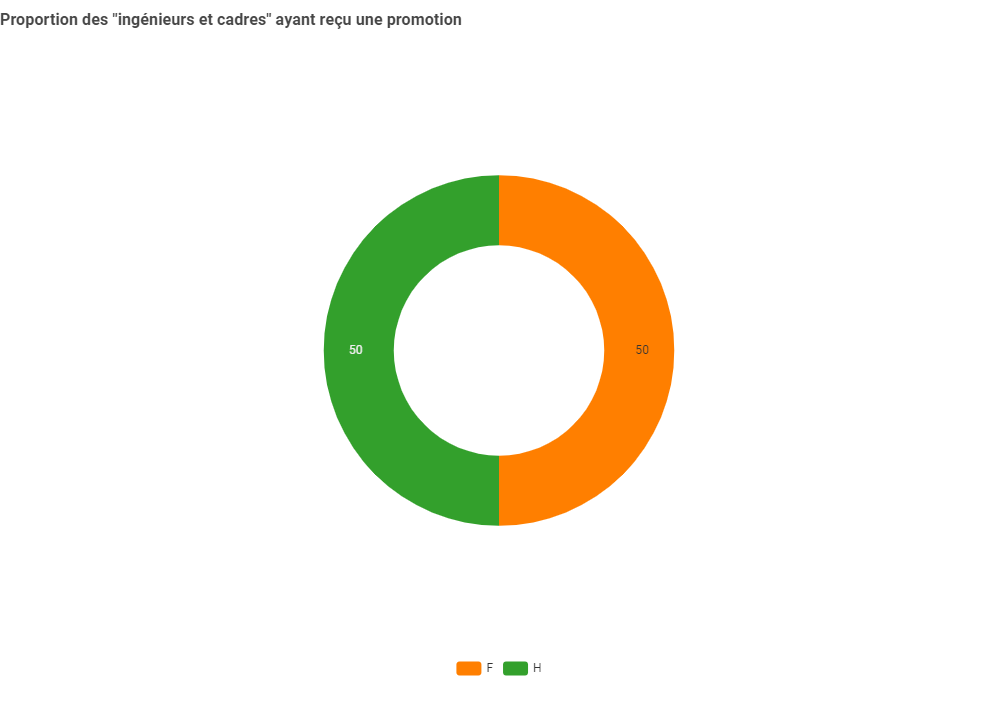 Proportion des "ingénieurs et cadres" ayant reçu une promotion
50
50
F
H